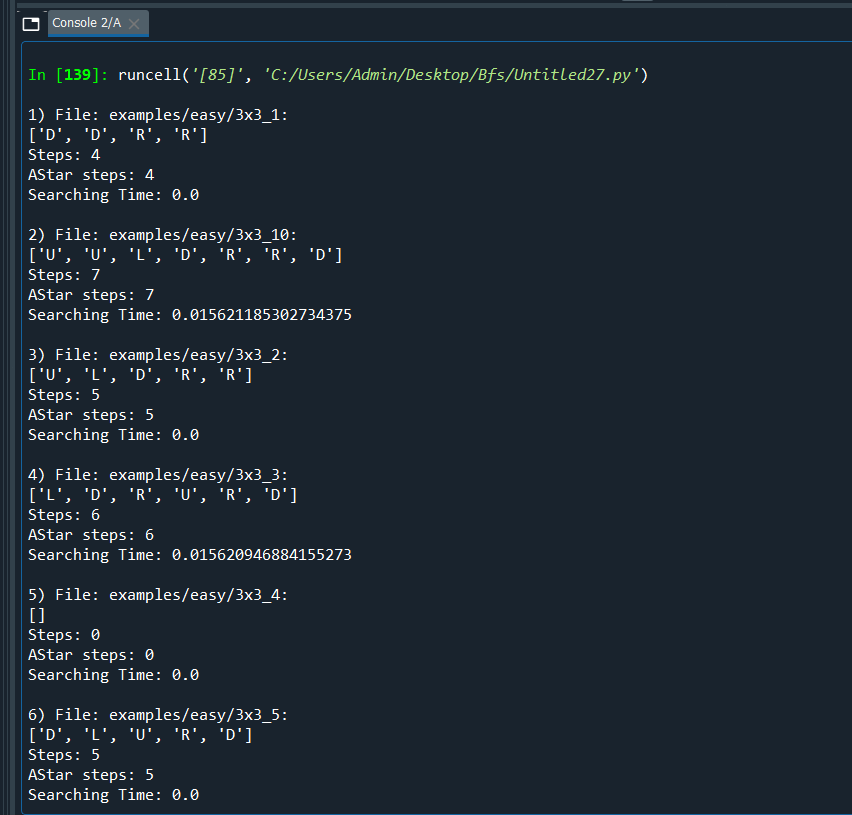 Console 2/A
In [139]: runcell('[85]', 'C:/Users/Admin/Desktop/Bfs/Untitled27.py')
1) File: examples/easy/3x3_1:
['D', 'D', 'R', 'R']
Steps: 4
AStar steps: 4
Searching Time: 0.0
2) File: examples/easy/3x3_10:
['U', 'U', 'L', 'D', 'R', 'R', 'D']
Steps: 7
AStar steps: 7
Searching Time: 0.015621185302734375
3) File: examples/easy/3x3_2:
['U', 'L', 'D', 'R', 'R']
Steps: 5
AStar steps: 5
Searching Time: 0.0
4) File: examples/easy/3x3_3:
['L', 'D', 'R', 'U', 'R', 'D']
Steps: 6
AStar steps: 6
Searching Time: 0.015620946884155273
5) File: examples/easy/3x3_4:
[]
Steps: 0
AStar steps: 0
Searching Time: 0.0
6) File: examples/easy/3x3_5:
['D', 'L', 'U', 'R', 'D']
Steps: 5
AStar steps: 5
Searching Time: 0.0